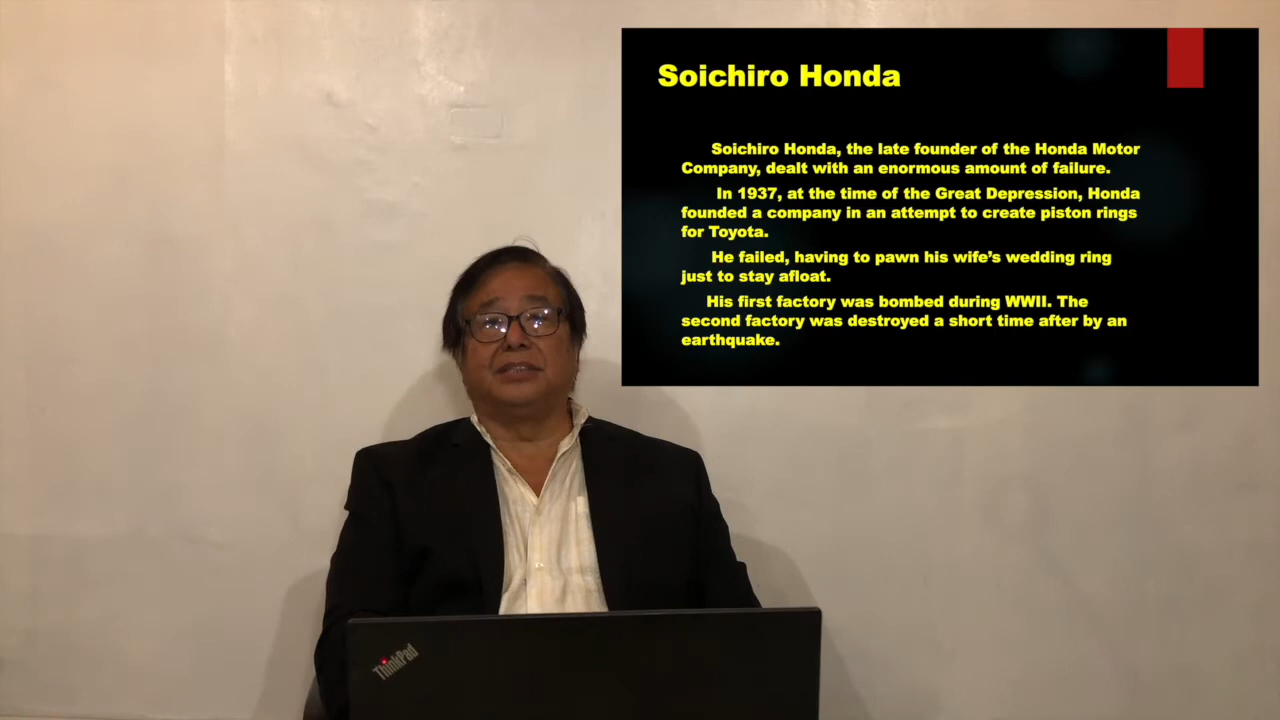 Soichiro Honda
Soichiro Honda, the late founder of the Honda Motor
Company, dealt with an enormous amount of failure.
In 1937, at the time of the Great Depression, Honda
founded a company in an attempt to create piston rings
for Toyota.
He failed, having to pawn his wife’s wedding ring
just to stay afloat.
His first factory was bombed during WWII. The
second factory was destroyed a short time after by an
earthquake.
ThinkPad